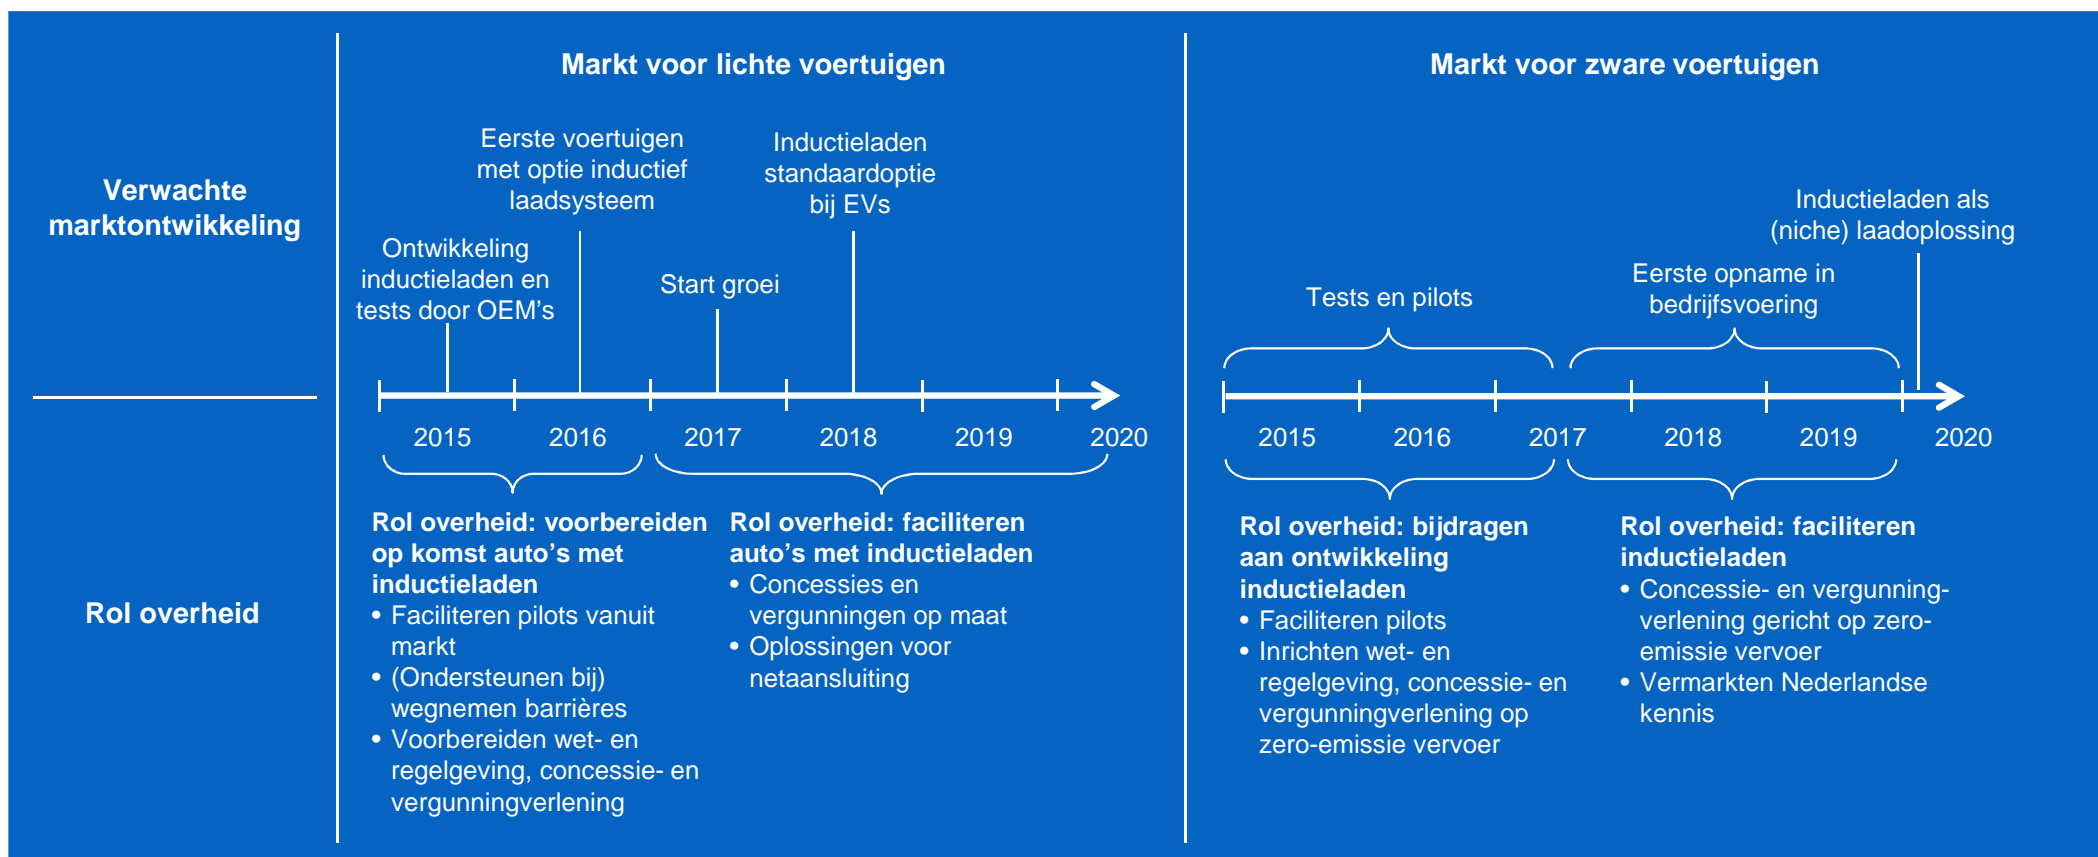 Markt voor lichte voertuigen
Markt voor zware voertuigen
Verwachte
marktontwikkeling
Ontwikkeling
inductieladen en
tests door OEM’s
Eerste voertuigen
met optie inductief
laadsysteem
Start groei
Inductieladen
standaardoptie
bij EVs
Tests en pilots
Eerste opname in
bedrijfsvoering
Inductieladen als
(niche) laadoplossing
2015 2016 2017 2018 2019 2020
2015 2016 2017 2018 2019 2020
Rol overheid
Rol overheid: voorbereiden
op komst auto’s met
inductieladen
• Faciliteren pilots vanuit
markt
• (Ondersteunen bij)
wegnemen barrières
• Voorbereiden wet- en
regelgeving, concessie- en
vergunningverlening
Rol overheid: faciliteren
auto’s met inductieladen
• Concessies en
vergunningen op maat
• Oplossingen voor
netaansluiting
Rol overheid: bijdragen
aan ontwikkeling
inductieladen
• Faciliteren pilots
• Inrichten wet- en
regelgeving, concessie- en
vergunningverlening op
zero-emissie vervoer
Rol overheid: faciliteren
inductieladen
• Concessie- en vergunning-
verlening gericht op zero-
emissie vervoer
• Vermarkten Nederlandse
kennis